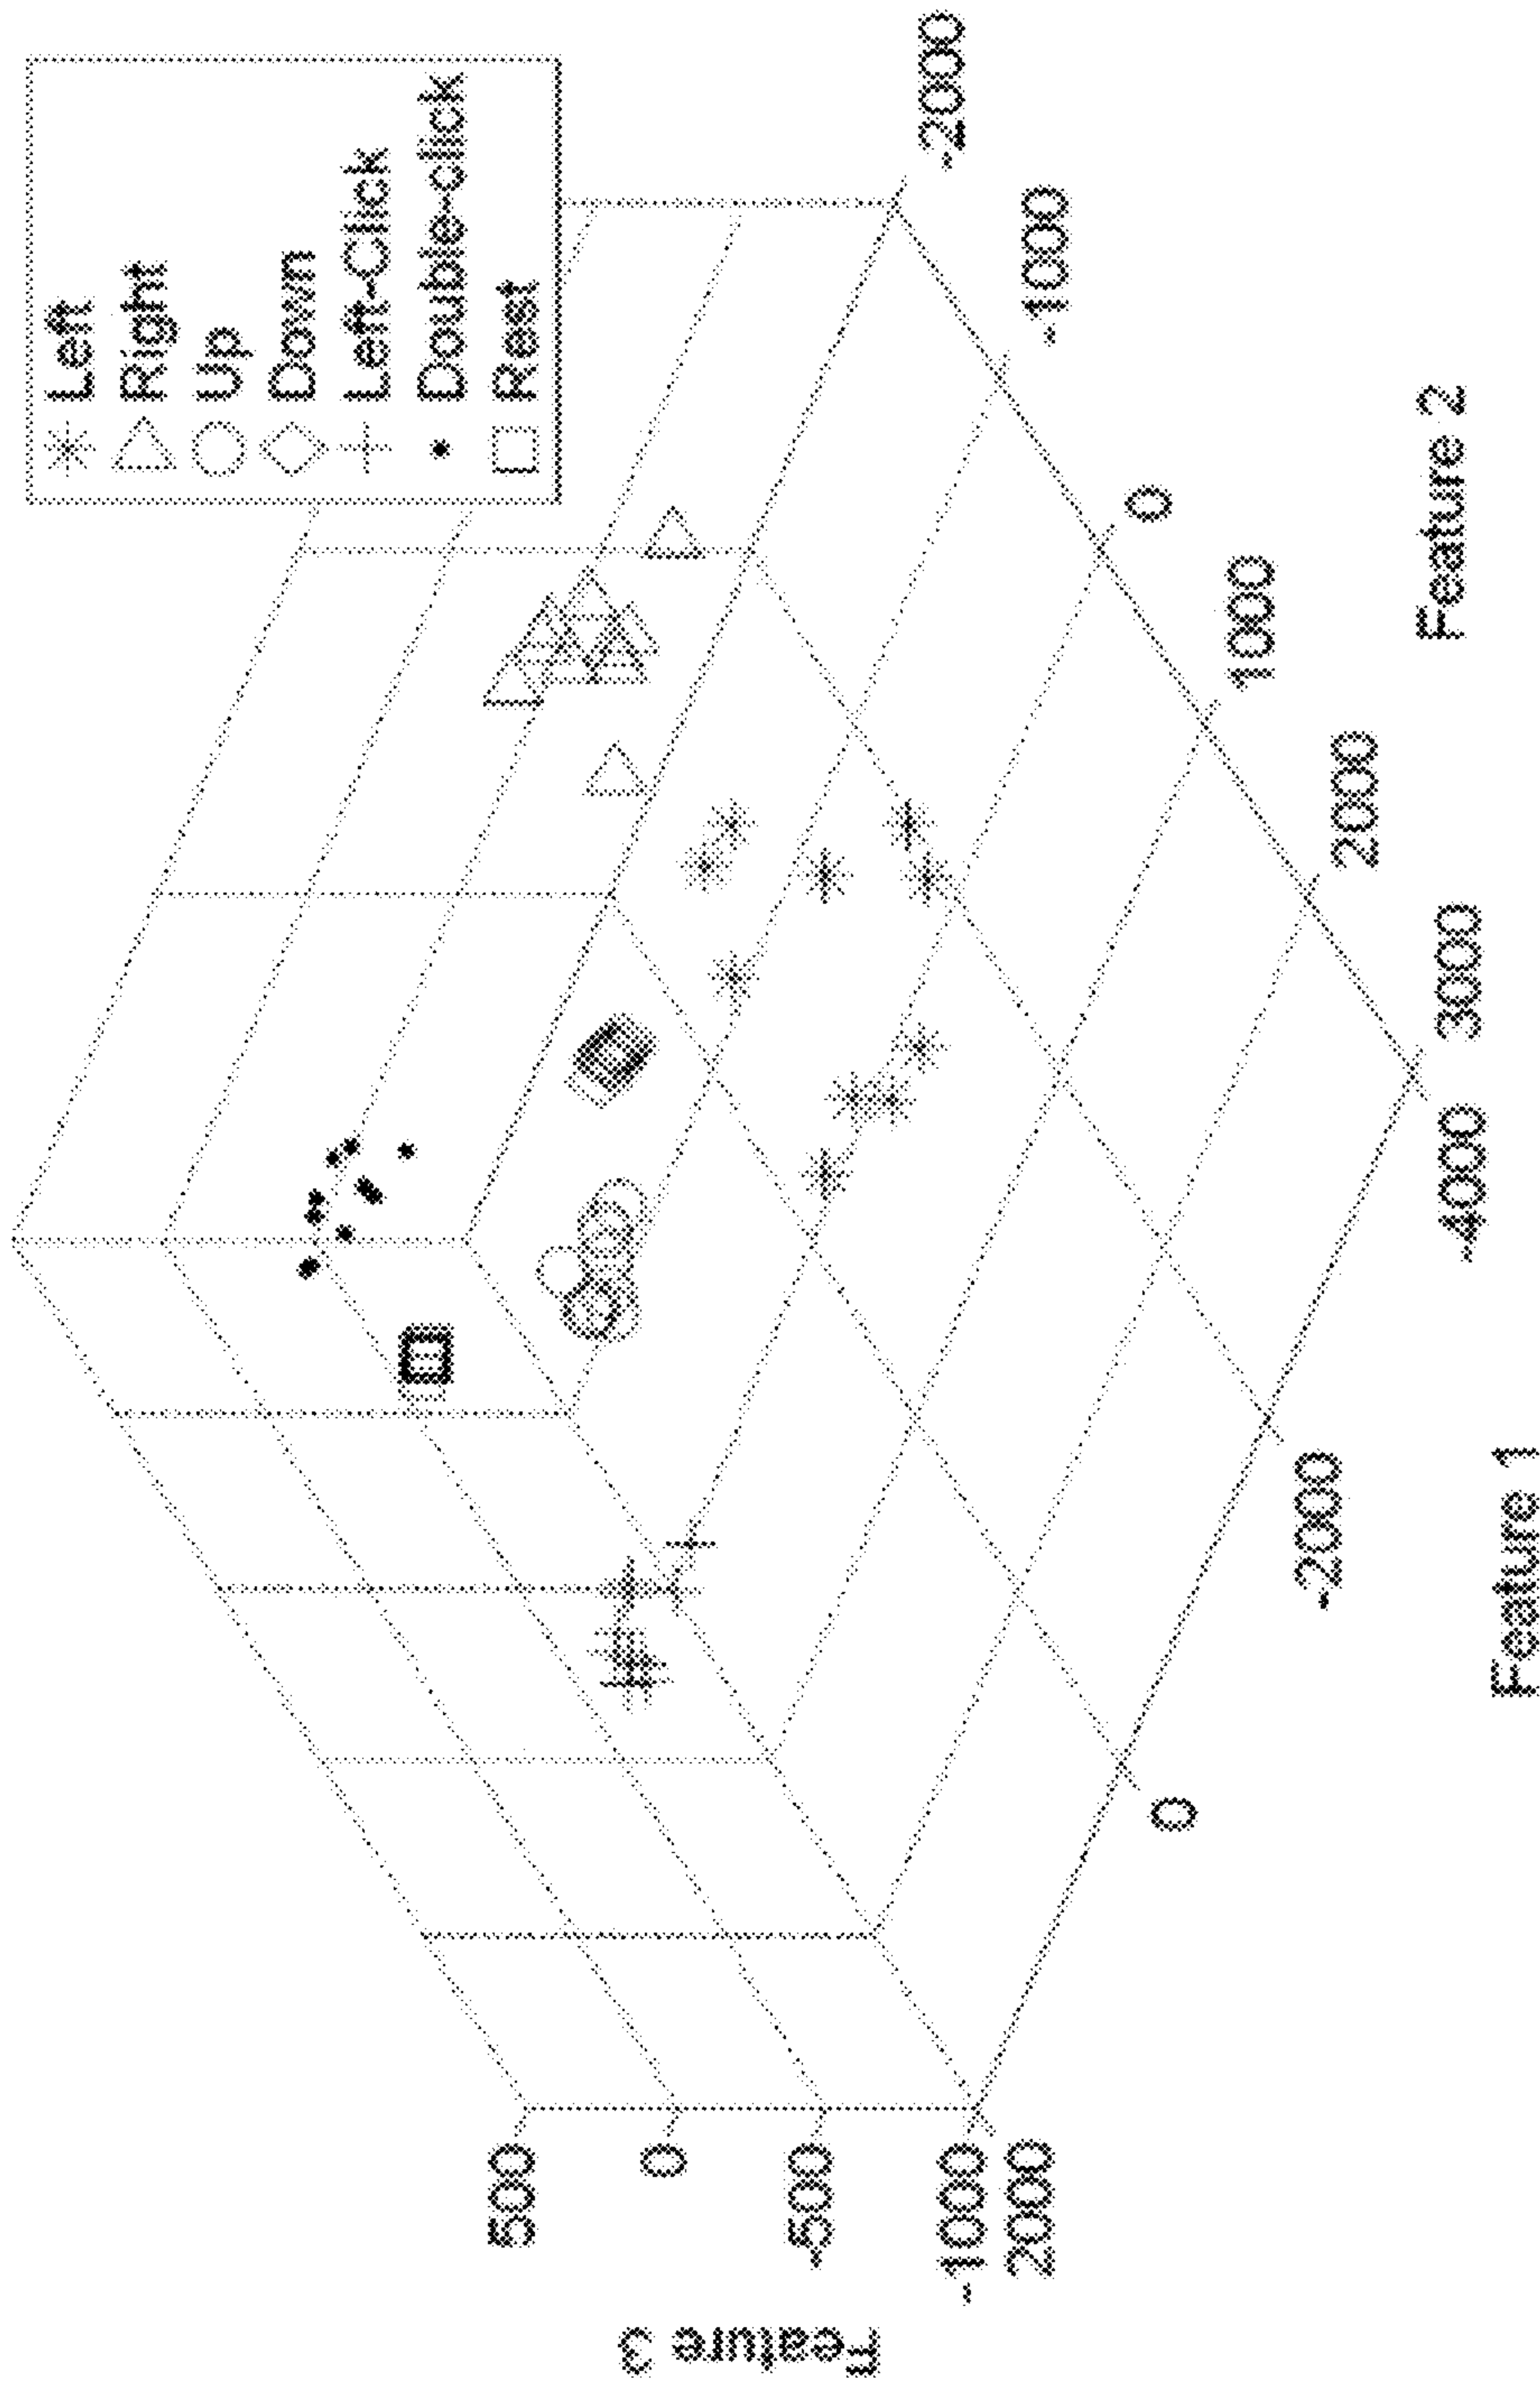 Left
Right
Up
Down
Left-Click
Double-click
Rest
500
0
-500
-1000
2000
0
-2000
-4000
3000
2000
1000
0
-1000
-2000
Feature 3
Feature 1
Feature 2